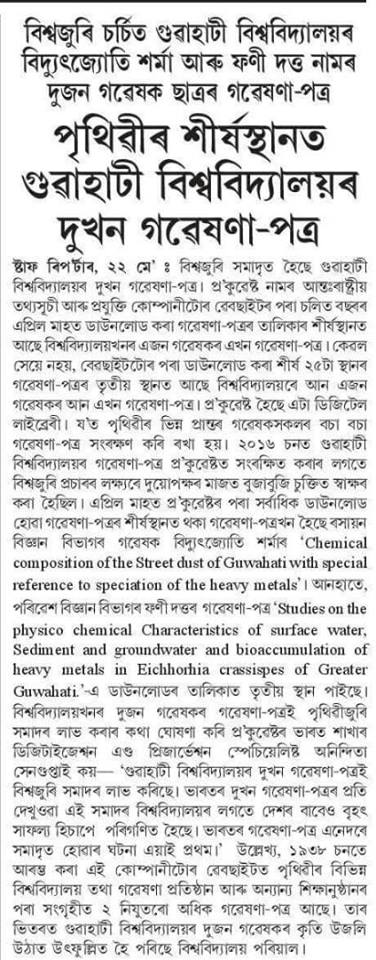 বিশ্বজুৰি চৰ্চিত গুৱাহাটী বিশ্ববিদ্যালয়ৰ
বিদ্যুৎজ্যোতি শৰ্মা আৰু ফণী দত্ত নামৰ
দুজন গৱেষক ছাত্ৰৰ গৱেষণা-পত্ৰ
পৃথিৱীৰ শীৰ্ষস্থানত
গুৱাহাটী বিশ্ববিদ্যালয়ৰ
দুখন গৱেষণা-পত্ৰ
ষ্টাফ ৰিপ'ৰ্টাৰ, ২২ মে' ঃ বিশ্বজুৰি সমাদৃত হৈছে গুৱাহাটী
বিশ্ববিদ্যালয়ৰ দুখন গৱেষণা-পত্ৰ। প্ৰ'কুৱেষ্ট নামৰ আন্তঃৰাষ্ট্ৰীয়
তথ্যসূচী আৰু প্ৰযুক্তি কোম্পানীটোৰ ৱেবছাইটৰ পৰা চলিত বছৰৰ
এপ্ৰিল মাহত ডাউনলোড কৰা গৱেষণা-পত্ৰৰ তালিকাৰ শীৰ্ষস্থানত
আছে বিশ্ববিদ্যালয়খনৰ এজন গৱেষকৰ এখন গৱেষণা-পত্ৰ। কেৱল
সেয়ে নহয়, ৱেবছাইটটোৰ পৰা ডাউনলোড কৰা শীৰ্ষ ২৫টা স্থানৰ
গৱেষণা-পত্ৰৰ তৃতীয় স্থানত আছে বিশ্ববিদ্যালয়ৰে আন এজন
গৱেষকৰ আন এখন গৱেষণা-পত্ৰ। প্ৰ'কুৱেষ্ট হৈছে এটা ডিজিটেল
লাইব্ৰেৰী। য'ত পৃথিৱীৰ ভিন্ন প্ৰান্তৰ গৱেষকসকলৰ বচা বচা
গৱেষণা-পত্ৰ সংৰক্ষণ কৰি ৰখা হয়। ২০১৬ চনত গুৱাহাটী
বিশ্ববিদ্যালয়ৰ গৱেষণা-পত্ৰ প্ৰ'কুৱেষ্টত সংৰক্ষিত কৰাৰ লগতে
বিশ্বজুৰি প্ৰচাৰৰ লক্ষ্যৰে দুয়োপক্ষৰ মাজত বুজাবুজি চুক্তিত স্বাক্ষৰ
কৰা হৈছিল। এপ্ৰিল মাহত প্ৰ'কুৱেষ্টৰ পৰা সৰ্বাধিক ডাউনলোড
হোৱা গৱেষণা-পত্ৰৰ শীৰ্ষস্থানত থকা গৱেষণা-পত্ৰখন হৈছে ৰসায়ন
বিজ্ঞান বিভাগৰ গৱেষক বিদ্যুৎজ্যোতি শৰ্মাৰ 'Chemical
composition of the Street dust of Guwahati with special
reference to speciation of the heavy metals'। আনহাতে,
পৰিৱেশ বিজ্ঞান বিভাগৰ ফণী দত্তৰ গৱেষণা-পত্ৰ 'Studies on the
physico chemical Characteristics of surface water,
Sediment and groundwater and bioaccumulation of
heavy metals in Eichhorhia crassispes of Greater
Guwahati.'-এ ডাউনলোডৰ তালিকাত তৃতীয় স্থান পাইছে।
বিশ্ববিদ্যালয়খনৰ দুজন গৱেষকৰ গৱেষণা-পত্ৰই পৃথিৱীজুৰি
সমাদৰ লাভ কৰাৰ কথা ঘোষণা কৰি প্ৰ'কুৱেষ্টৰ ভাৰত শাখাৰ
ডিজিটাইজেশ্বন এণ্ড প্ৰিজাৰ্ভেশ্বন স্পেচিয়েলিষ্ট অনিন্দিতা
সেনগুপ্তাই কয়— 'গুৱাহাটী বিশ্ববিদ্যালয়ৰ দুখন গৱেষণা-পত্ৰই
বিশ্বজুৰি সমাদৰ লাভ কৰিছে। ভাৰতৰ দুখন গৱেষণা-পত্ৰৰ প্ৰতি
দেখুওৱা এই সমাদৰ বিশ্ববিদ্যালয়ৰ লগতে দেশৰ বাবেও বৃহৎ
সাফল্য হিচাপে পৰিগণিত হৈছে। ভাৰতৰ গৱেষণা-পত্ৰ এনেদৰে
সমাদৃত হোৱাৰ ঘটনা এয়াই প্ৰথম।' উল্লেখ্য, ১৯৩৮ চনতে
আৰম্ভ কৰা এই কোম্পানীটোৰ ৱেবছাইটত পৃথিৱীৰ বিভিন্ন
বিশ্ববিদ্যালয় তথা গৱেষণা প্ৰতিষ্ঠান আৰু অন্যান্য শিক্ষানুষ্ঠানৰ
পৰা সংগৃহীত ২ নিযুতৰো অধিক গৱেষণা-পত্ৰ আছে। তাৰ
ভিতৰত গুৱাহাটী বিশ্ববিদ্যালয়ৰ দুজন গৱেষকৰ কৃতি উজলি
উঠাত উৎফুল্লিত হৈ পৰিছে বিশ্ববিদ্যালয় পৰিয়াল।